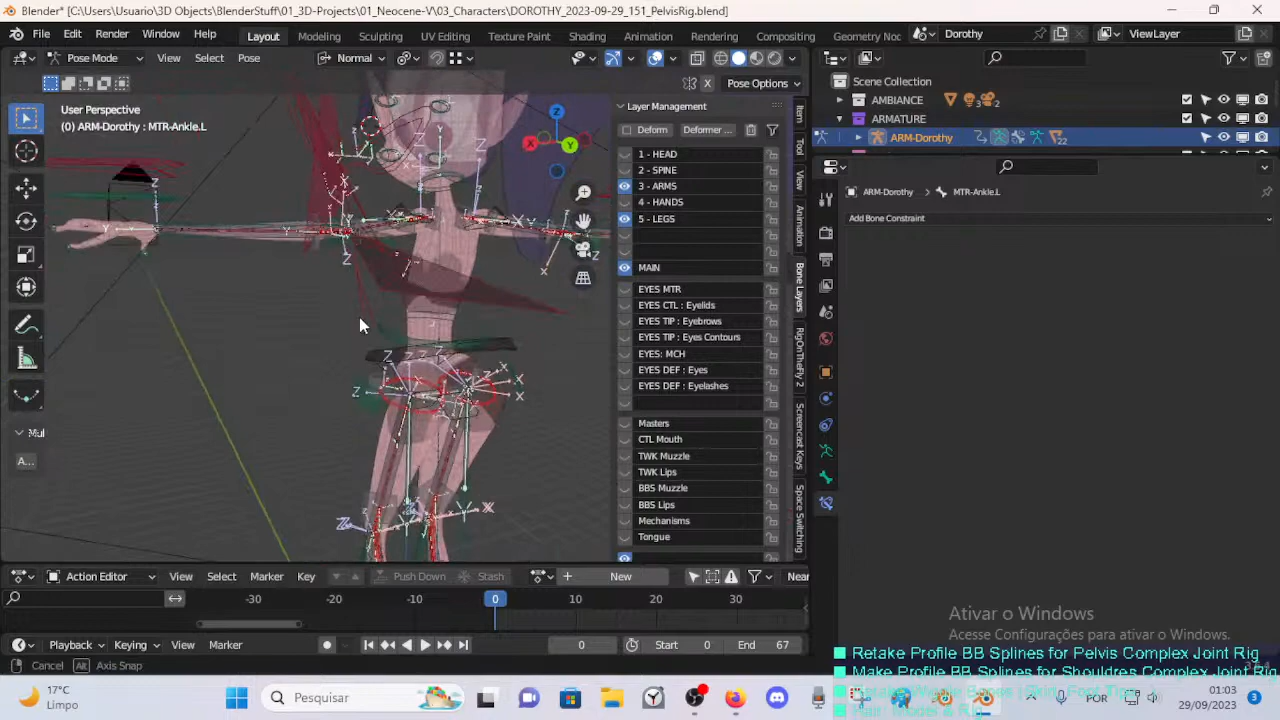 Blender* [C:\Users\Usuario\3D Objects\BlenderStuff\01_3D-Projects\01_Neocene-V\03_Characters\DOROTHY_2023-09-29_151_PelvisRig.blend]
File Edit Render Window Help Layout Modeling Sculpting UV Editing Texture Paint Shading Animation Rendering Compositing Geometry Noc Dorothy ViewLayer
Pose Mode View Select Pose Normal
Pose Options
User Perspective
(0) ARM-Dorothy : MTR-Ankle.L
Layer Management
Deform Deformer ...
1 - HEAD
2 - SPINE
3 - ARMS
4 - HANDS
5 - LEGS
MAIN
EYES MTR
EYES CTL : Eyelids
EYES TIP : Eyebrows
EYES TIP : Eyes Contours
EYES: MCH
EYES DEF : Eyes
EYES DEF : Eyelashes
Masters
CTL Mouth
TWK Muzzle
TWK Lips
BBS Muzzle
BBS Lips
Mechanisms
Tongue
Item
Tool
View
Animation
Bone Layers
RigOnTheFly 2
Screencast Keys
Space Switching
Mul
A...
Scene Collection
AMBIANCE 3 2
ARMATURE
ARM-Dorothy 22
ARM-Dorothy MTR-Ankle.L
Add Bone Constraint
Action Editor View Select Marker Key Push Down Stash New Near
-30 -20 -10 0 10 20 30
Playback Keying View Marker 0 Start 0 End 67
Cancel Alt Axis Snap
Ativar o Windows
Acesse Configurações para ativar o Windows.
Retake Profile BB Splines for Pelvis Complex Joint Rig
Make Profile BB Splines for Shouldres Complex Joint Rig
Hair: Model & Rig
17°C
Limpo
Pesquisar
POR
01:03
29/09/2023
3